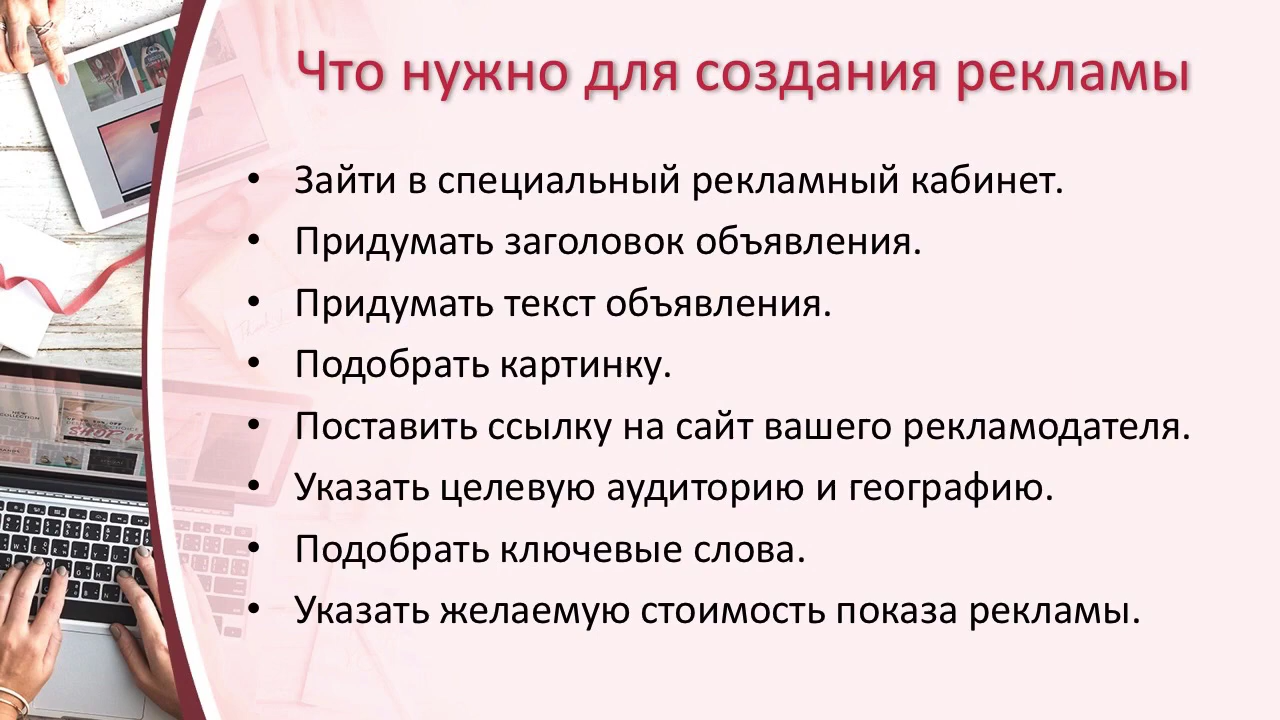 Что нужно для создания рекламы
• Зайти в специальный рекламный кабинет.
• Придумать заголовок объявления.
• Придумать текст объявления.
• Подобрать картинку.
• Поставить ссылку на сайт вашего рекламодателя.
• Указать целевую аудиторию и географию.
• Подобрать ключевые слова.
• Указать желаемую стоимость показа рекламы.